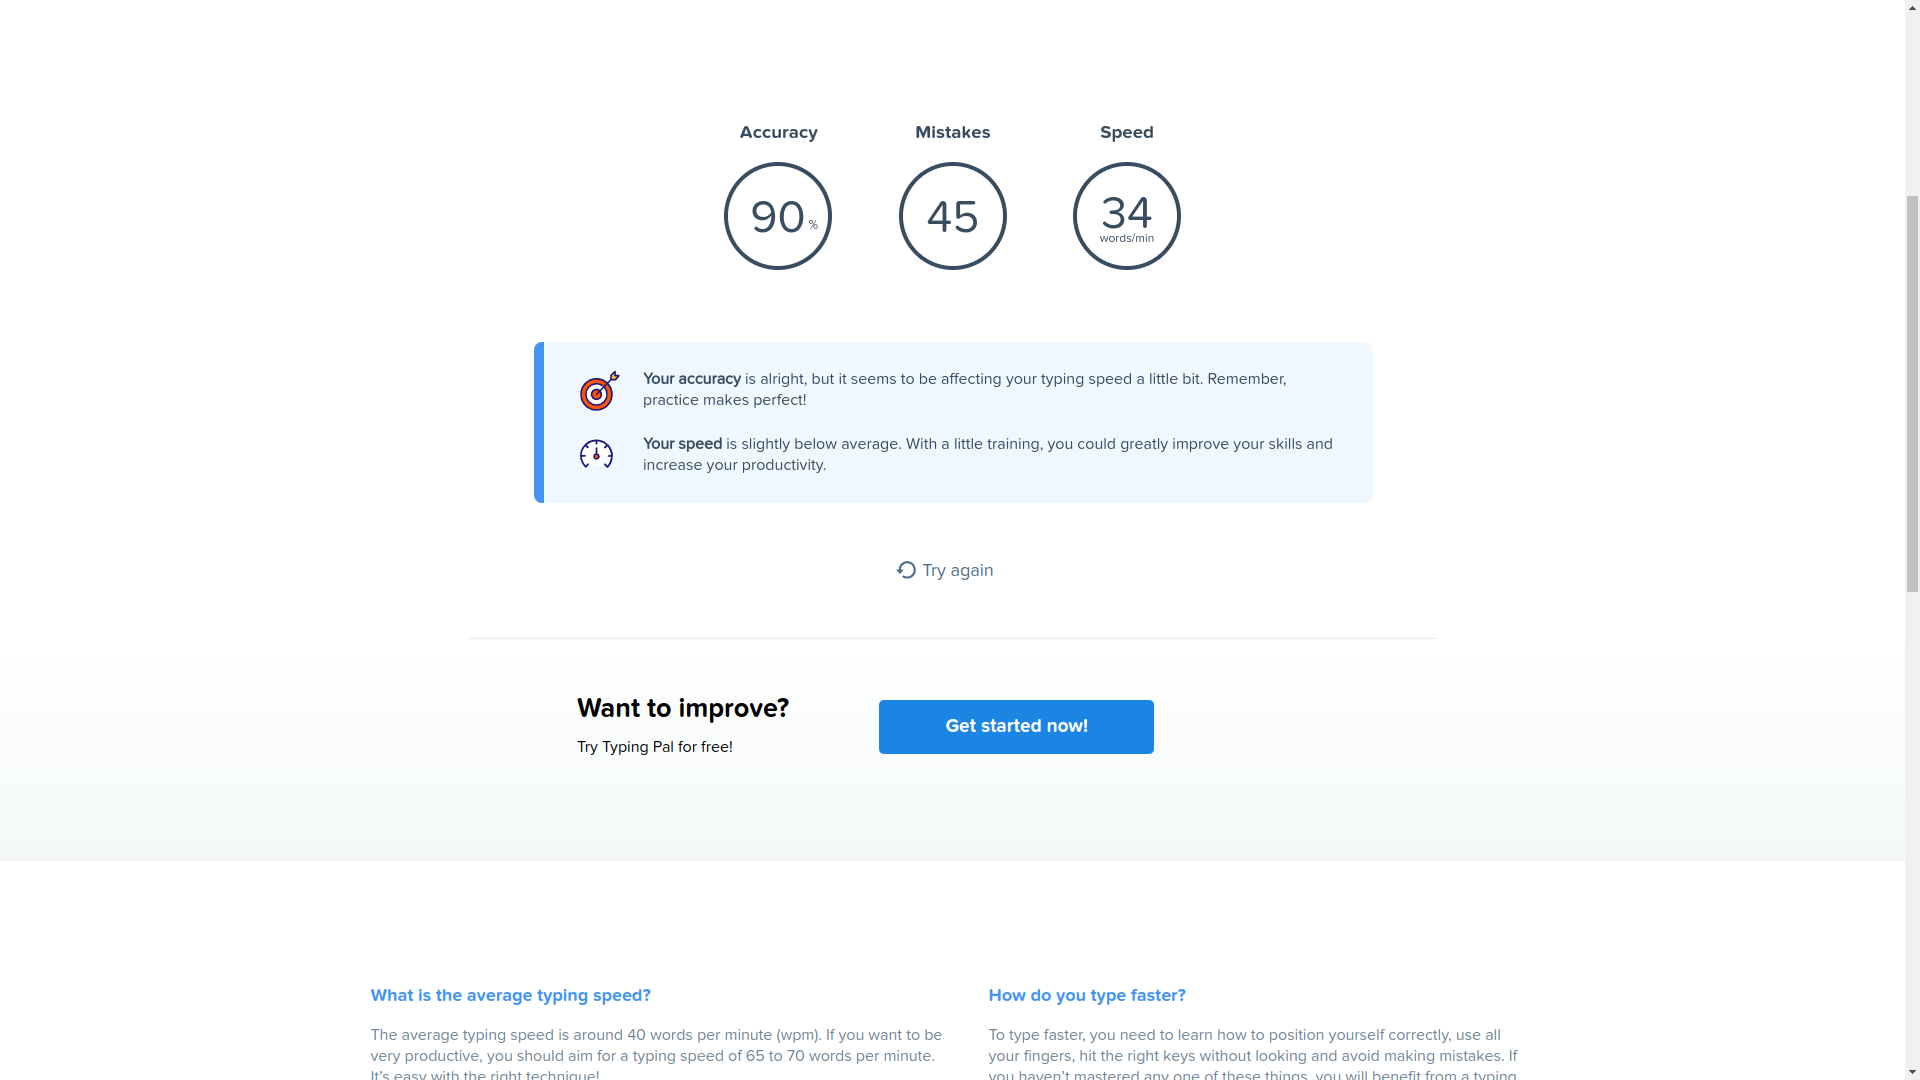 Accuracy
Mistakes
Speed
90 %
45
34
words/min
Your accuracy is alright, but it seems to be affecting your typing speed a little bit. Remember,
practice makes perfect!
Your speed is slightly below average. With a little training, you could greatly improve your skills and
increase your productivity.
Try again
Want to improve?
Try Typing Pal for free!
Get started now!
What is the average typing speed?
The average typing speed is around 40 words per minute (wpm). If you want to be
very productive, you should aim for a typing speed of 65 to 70 words per minute.
It's easy with the right technique!
How do you type faster?
To type faster, you need to learn how to position yourself correctly, use all
your fingers, hit the right keys without looking and avoid making mistakes. If
you haven't mastered any one of these things, you will benefit from a typing